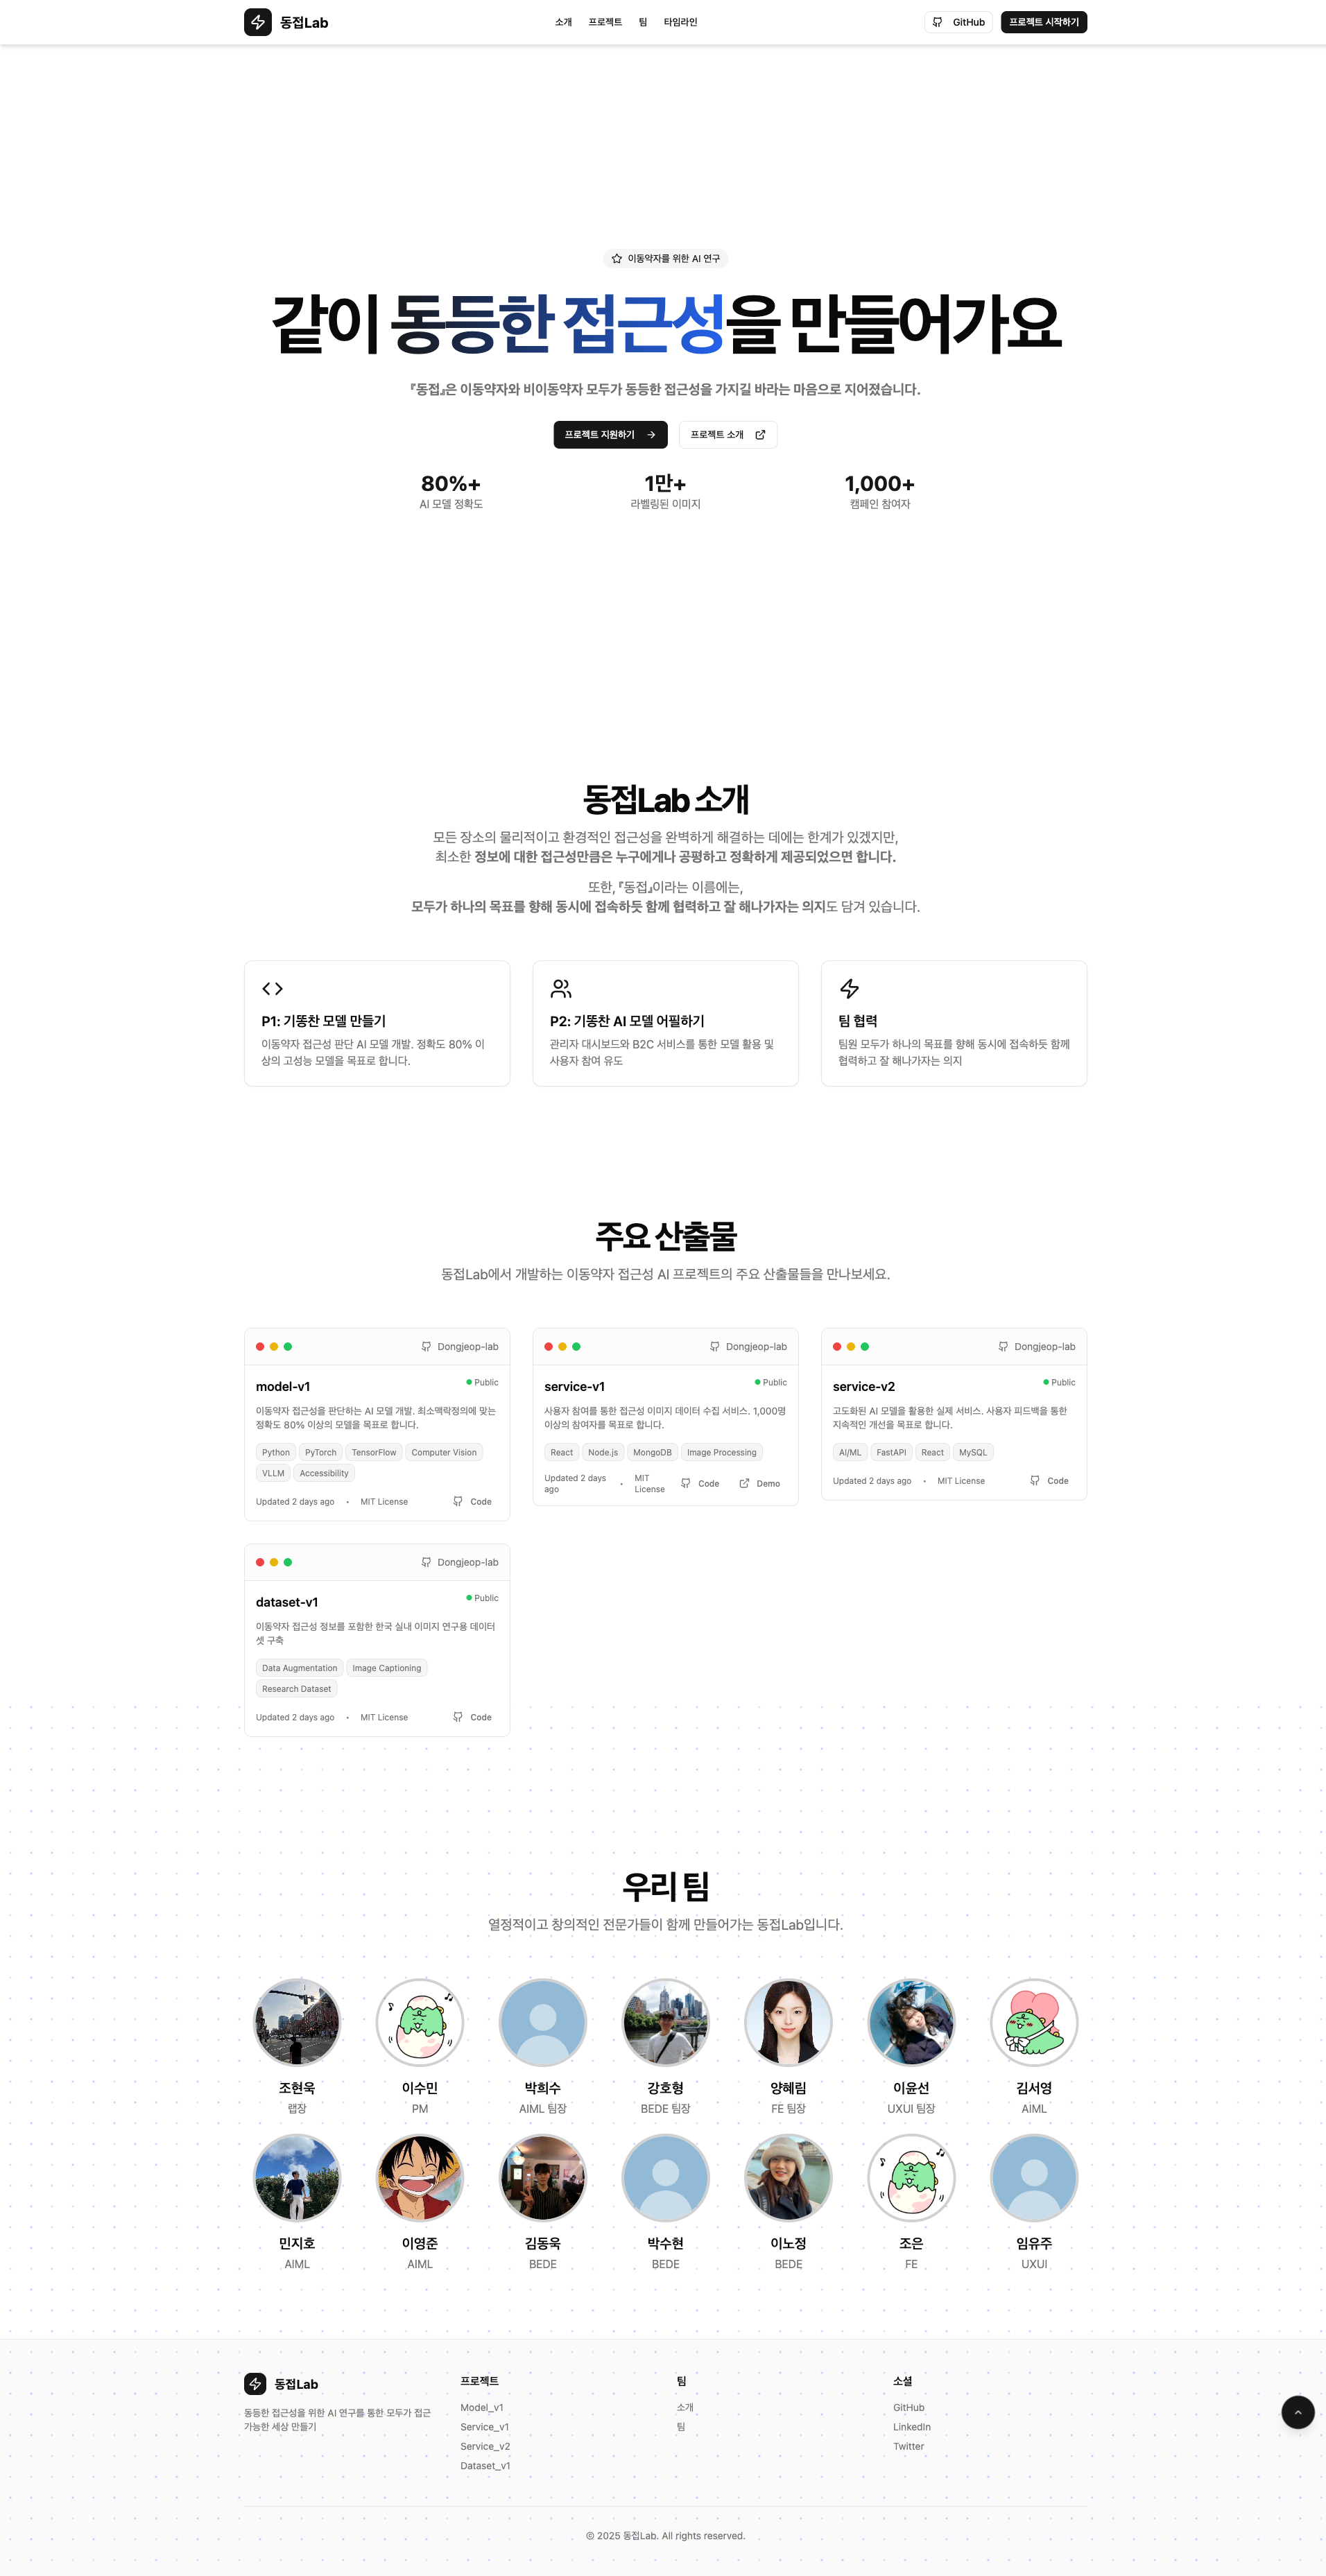 동접Lab
소개 프로젝트 팀 타임라인
GitHub
프로젝트 시작하기
이동약자를 위한 AI 연구
같이 동등한 접근성을 만들어가요
『동접』은 이동약자와 비이동약자 모두가 동등한 접근성을 가지길 바라는 마음으로 지어졌습니다.
프로젝트 지원하기
프로젝트 소개
80%+
AI 모델 정확도
1만+
라벨링된 이미지
1,000+
캠페인 참여자
동접Lab 소개
모든 장소의 물리적이고 환경적인 접근성을 완벽하게 해결하는 데에는 한계가 있겠지만,
최소한 정보에 대한 접근성만큼은 누구에게나 공평하고 정확하게 제공되었으면 합니다.
또한, 『동접』이라는 이름에는,
모두가 하나의 목표를 향해 동시에 접속하듯 함께 협력하고 잘 해나가자는 의지도 담겨 있습니다.
P1: 기똥찬 모델 만들기
이동약자 접근성 판단 AI 모델 개발. 정확도 80% 이
상의 고성능 모델을 목표로 합니다.
P2: 기똥찬 AI 모델 어필하기
관리자 대시보드와 B2C 서비스를 통한 모델 활용 및
사용자 참여 유도
팀 협력
팀원 모두가 하나의 목표를 향해 동시에 접속하듯 함께
협력하고 잘 해나가자는 의지
주요 산출물
동접Lab에서 개발하는 이동약자 접근성 AI 프로젝트의 주요 산출물들을 만나보세요.
Dongjeop-lab
model-v1
Public
이동약자 접근성을 판단하는 AI 모델 개발. 최소맥락정의에 맞는
정확도 80% 이상의 모델을 목표로 합니다.
Python PyTorch TensorFlow Computer Vision
VLLM Accessibility
Updated 2 days ago • MIT License
Code
Dongjeop-lab
service-v1
Public
사용자 참여를 통한 접근성 이미지 데이터 수집 서비스. 1,000명
이상의 참여자를 목표로 합니다.
React Node.js MongoDB Image Processing
Updated 2 days
ago
•
MIT
License
Code
Demo
Dongjeop-lab
service-v2
Public
고도화된 AI 모델을 활용한 실제 서비스. 사용자 피드백을 통한
지속적인 개선을 목표로 합니다.
AI/ML FastAPI React MySQL
Updated 2 days ago • MIT License
Code
Dongjeop-lab
dataset-v1
Public
이동약자 접근성 정보를 포함한 한국 실내 이미지 연구용 데이터
셋 구축
Data Augmentation Image Captioning
Research Dataset
Updated 2 days ago • MIT License
Code
우리 팀
열정적이고 창의적인 전문가들이 함께 만들어가는 동접Lab입니다.
조현욱
랩장
이수민
PM
박희수
AIML 팀장
강호형
BEDE 팀장
양혜림
FE 팀장
이윤선
UXUI 팀장
김서영
AIML
민지호
AIML
이영준
AIML
김동욱
BEDE
박수현
BEDE
이노정
BEDE
조은
FE
임유주
UXUI
동접Lab
동등한 접근성을 위한 AI 연구를 통한 모두가 접근
가능한 세상 만들기
프로젝트
Model_v1
Service_v1
Service_v2
Dataset_v1
팀
소개
팀
소셜
GitHub
LinkedIn
Twitter
© 2025 동접Lab. All rights reserved.